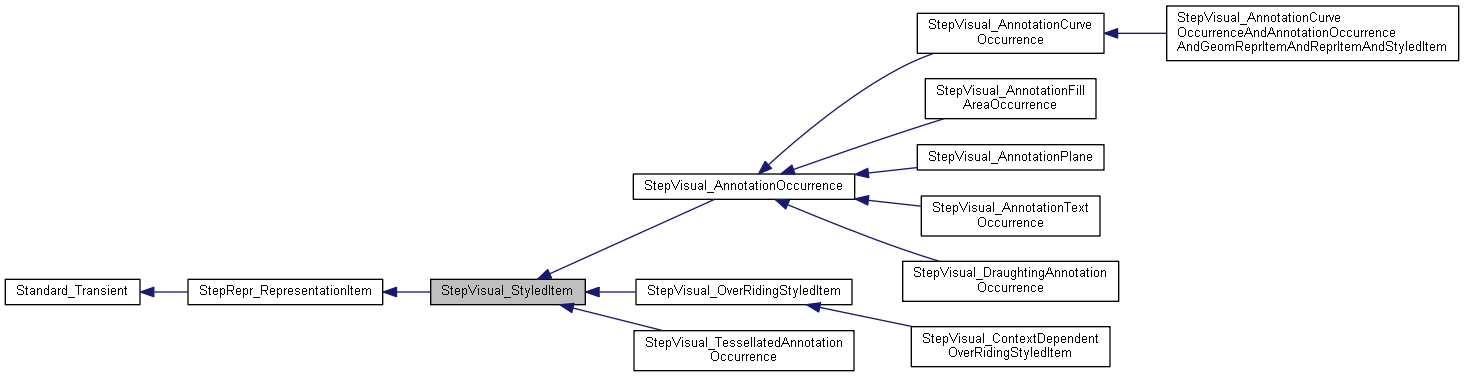 StepVisual_AnnotationCurve
Occurrence
StepVisual_AnnotationCurve
OccurrenceAndAnnotationOccurrence
AndGeomReprItemAndReprItemAndStyledItem
StepVisual_AnnotationFill
AreaOccurrence
StepVisual_AnnotationPlane
StepVisual_AnnotationOccurrence
StepVisual_AnnotationText
Occurrence
StepVisual_DraughtingAnnotation
Occurrence
Standard_Transient
StepRepr_RepresentationItem
StepVisual_StyledItem
StepVisual_OverRidingStyledItem
StepVisual_ContextDependent
OverRidingStyledItem
StepVisual_TessellatedAnnotation
Occurrence